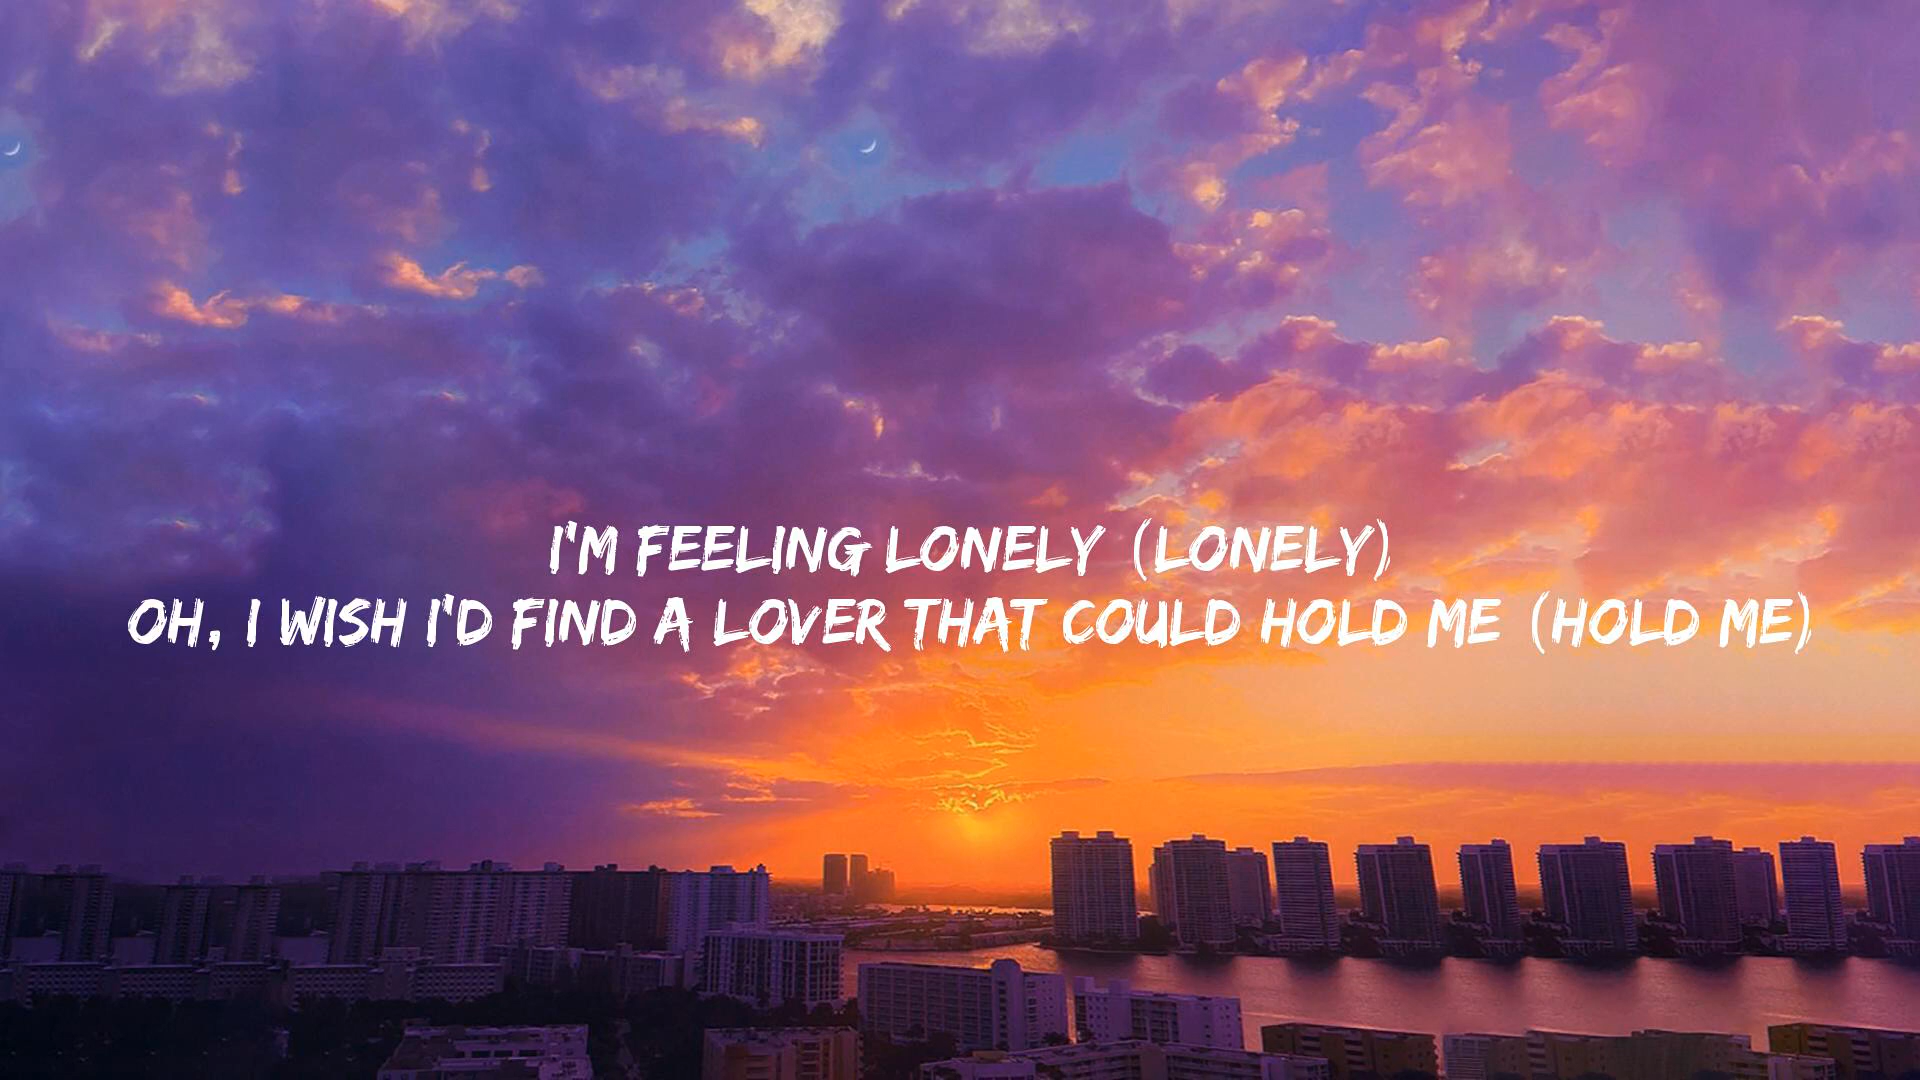 I'M FEELING LONELY (LONELY)
OH, I WISH I'D FIND A LOVER THAT COULD HOLD ME (HOLD ME)